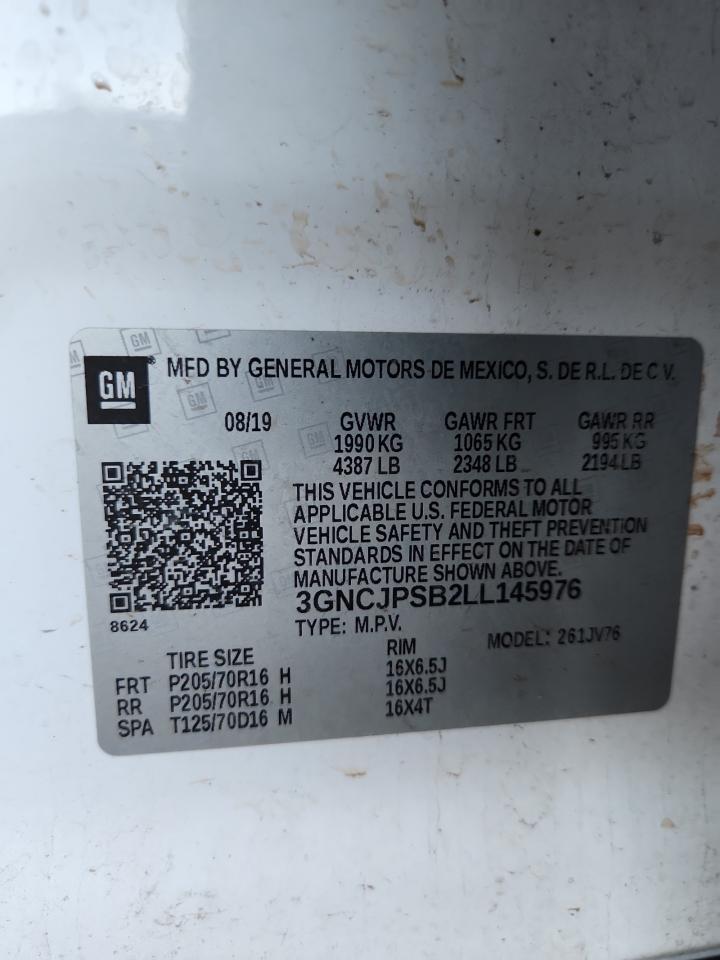 GM® MFD BY GENERAL MOTORS DE MEXICO, S. DE R.L. DE C V.
08/19 GVWR GAWR FRT GAWR RR
1990 KG 1065 KG 995 KG
4387 LB 2348 LB 2194 LB
THIS VEHICLE CONFORMS TO ALL
APPLICABLE U.S. FEDERAL MOTOR
VEHICLE SAFETY AND THEFT PREVENTION
STANDARDS IN EFFECT ON THE DATE OF
MANUFACTURE SHOWN ABOVE.
3GNCJPSB2LL145976
8624 TYPE: M.P.V. MODEL: 261JV76
TIRE SIZE RIM
FRT P205/70R16 H 16X6.5J
RR P205/70R16 H 16X6.5J
SPA T125/70D16 M 16X4T